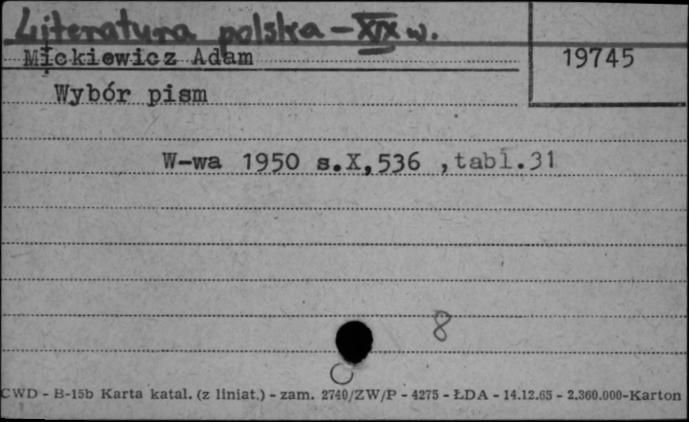 Literatura polska - XIX w.
Mickiewicz Adam
19745
Wybór pism
W-wa 1950 s.X,536 ,tabl.31
8
CWD - B-15b Karta katal. (z liniat.) - zam. 2740/ZW/P - 4275 - ŁDA - 14.12.65 - 2.360.000-Karton